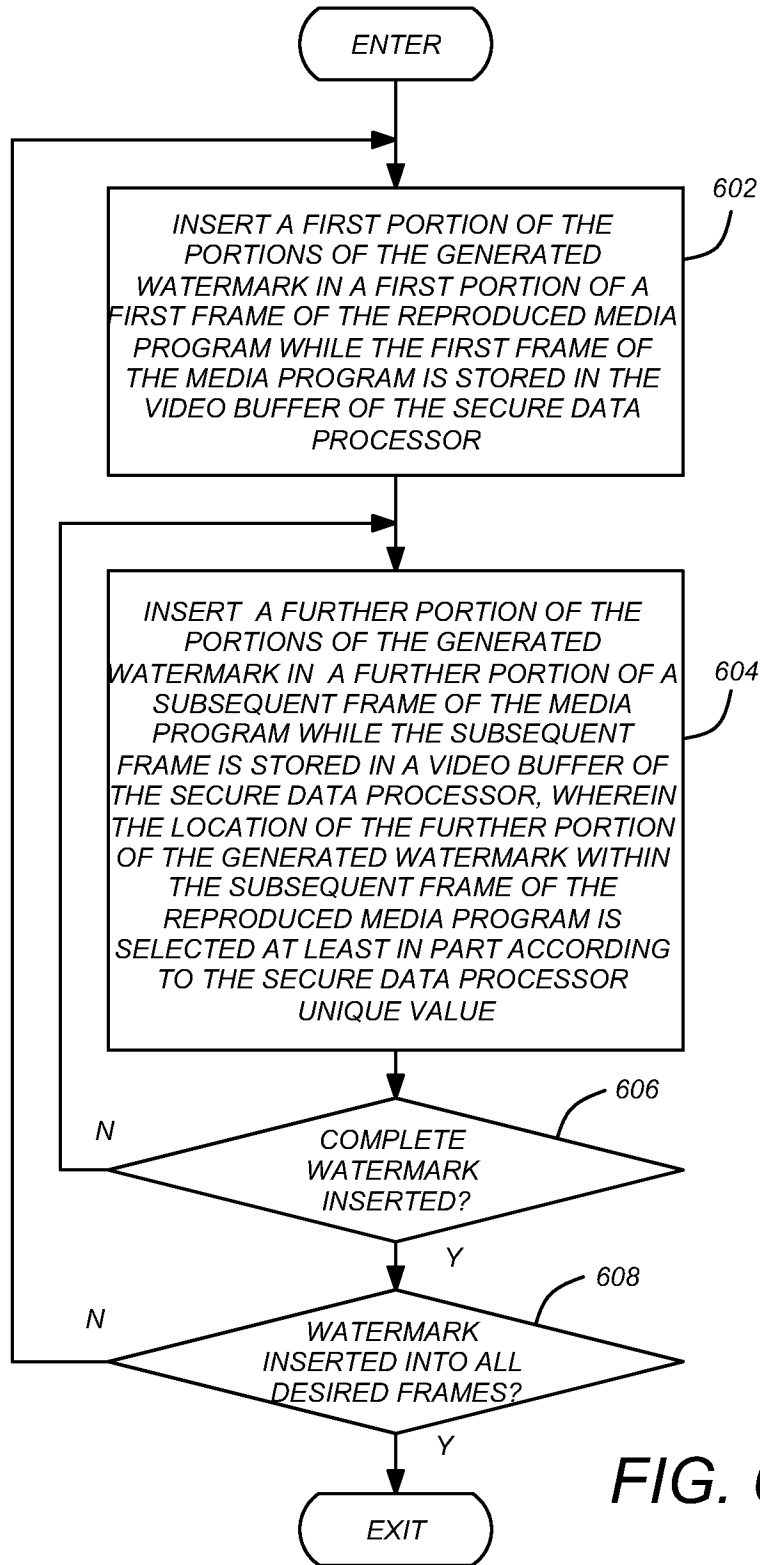 ENTER
602
INSERT A FIRST PORTION OF THE
PORTIONS OF THE GENERATED
WATERMARK IN A FIRST PORTION OF A
FIRST FRAME OF THE REPRODUCED MEDIA
PROGRAM WHILE THE FIRST FRAME OF
THE MEDIA PROGRAM IS STORED IN THE
VIDEO BUFFER OF THE SECURE DATA
PROCESSOR
604
INSERT A FURTHER PORTION OF THE
PORTIONS OF THE GENERATED
WATERMARK IN A FURTHER PORTION OF A
SUBSEQUENT FRAME OF THE MEDIA
PROGRAM WHILE THE SUBSEQUENT
FRAME IS STORED IN A VIDEO BUFFER OF
THE SECURE DATA PROCESSOR, WHEREIN
THE LOCATION OF THE FURTHER PORTION
OF THE GENERATED WATERMARK WITHIN
THE SUBSEQUENT FRAME OF THE
REPRODUCED MEDIA PROGRAM IS
SELECTED AT LEAST IN PART ACCORDING
TO THE SECURE DATA PROCESSOR
UNIQUE VALUE
606
N
COMPLETE
WATERMARK
INSERTED?
Y
608
N
WATERMARK
INSERTED INTO ALL
DESIRED FRAMES?
Y
FIG.
EXIT